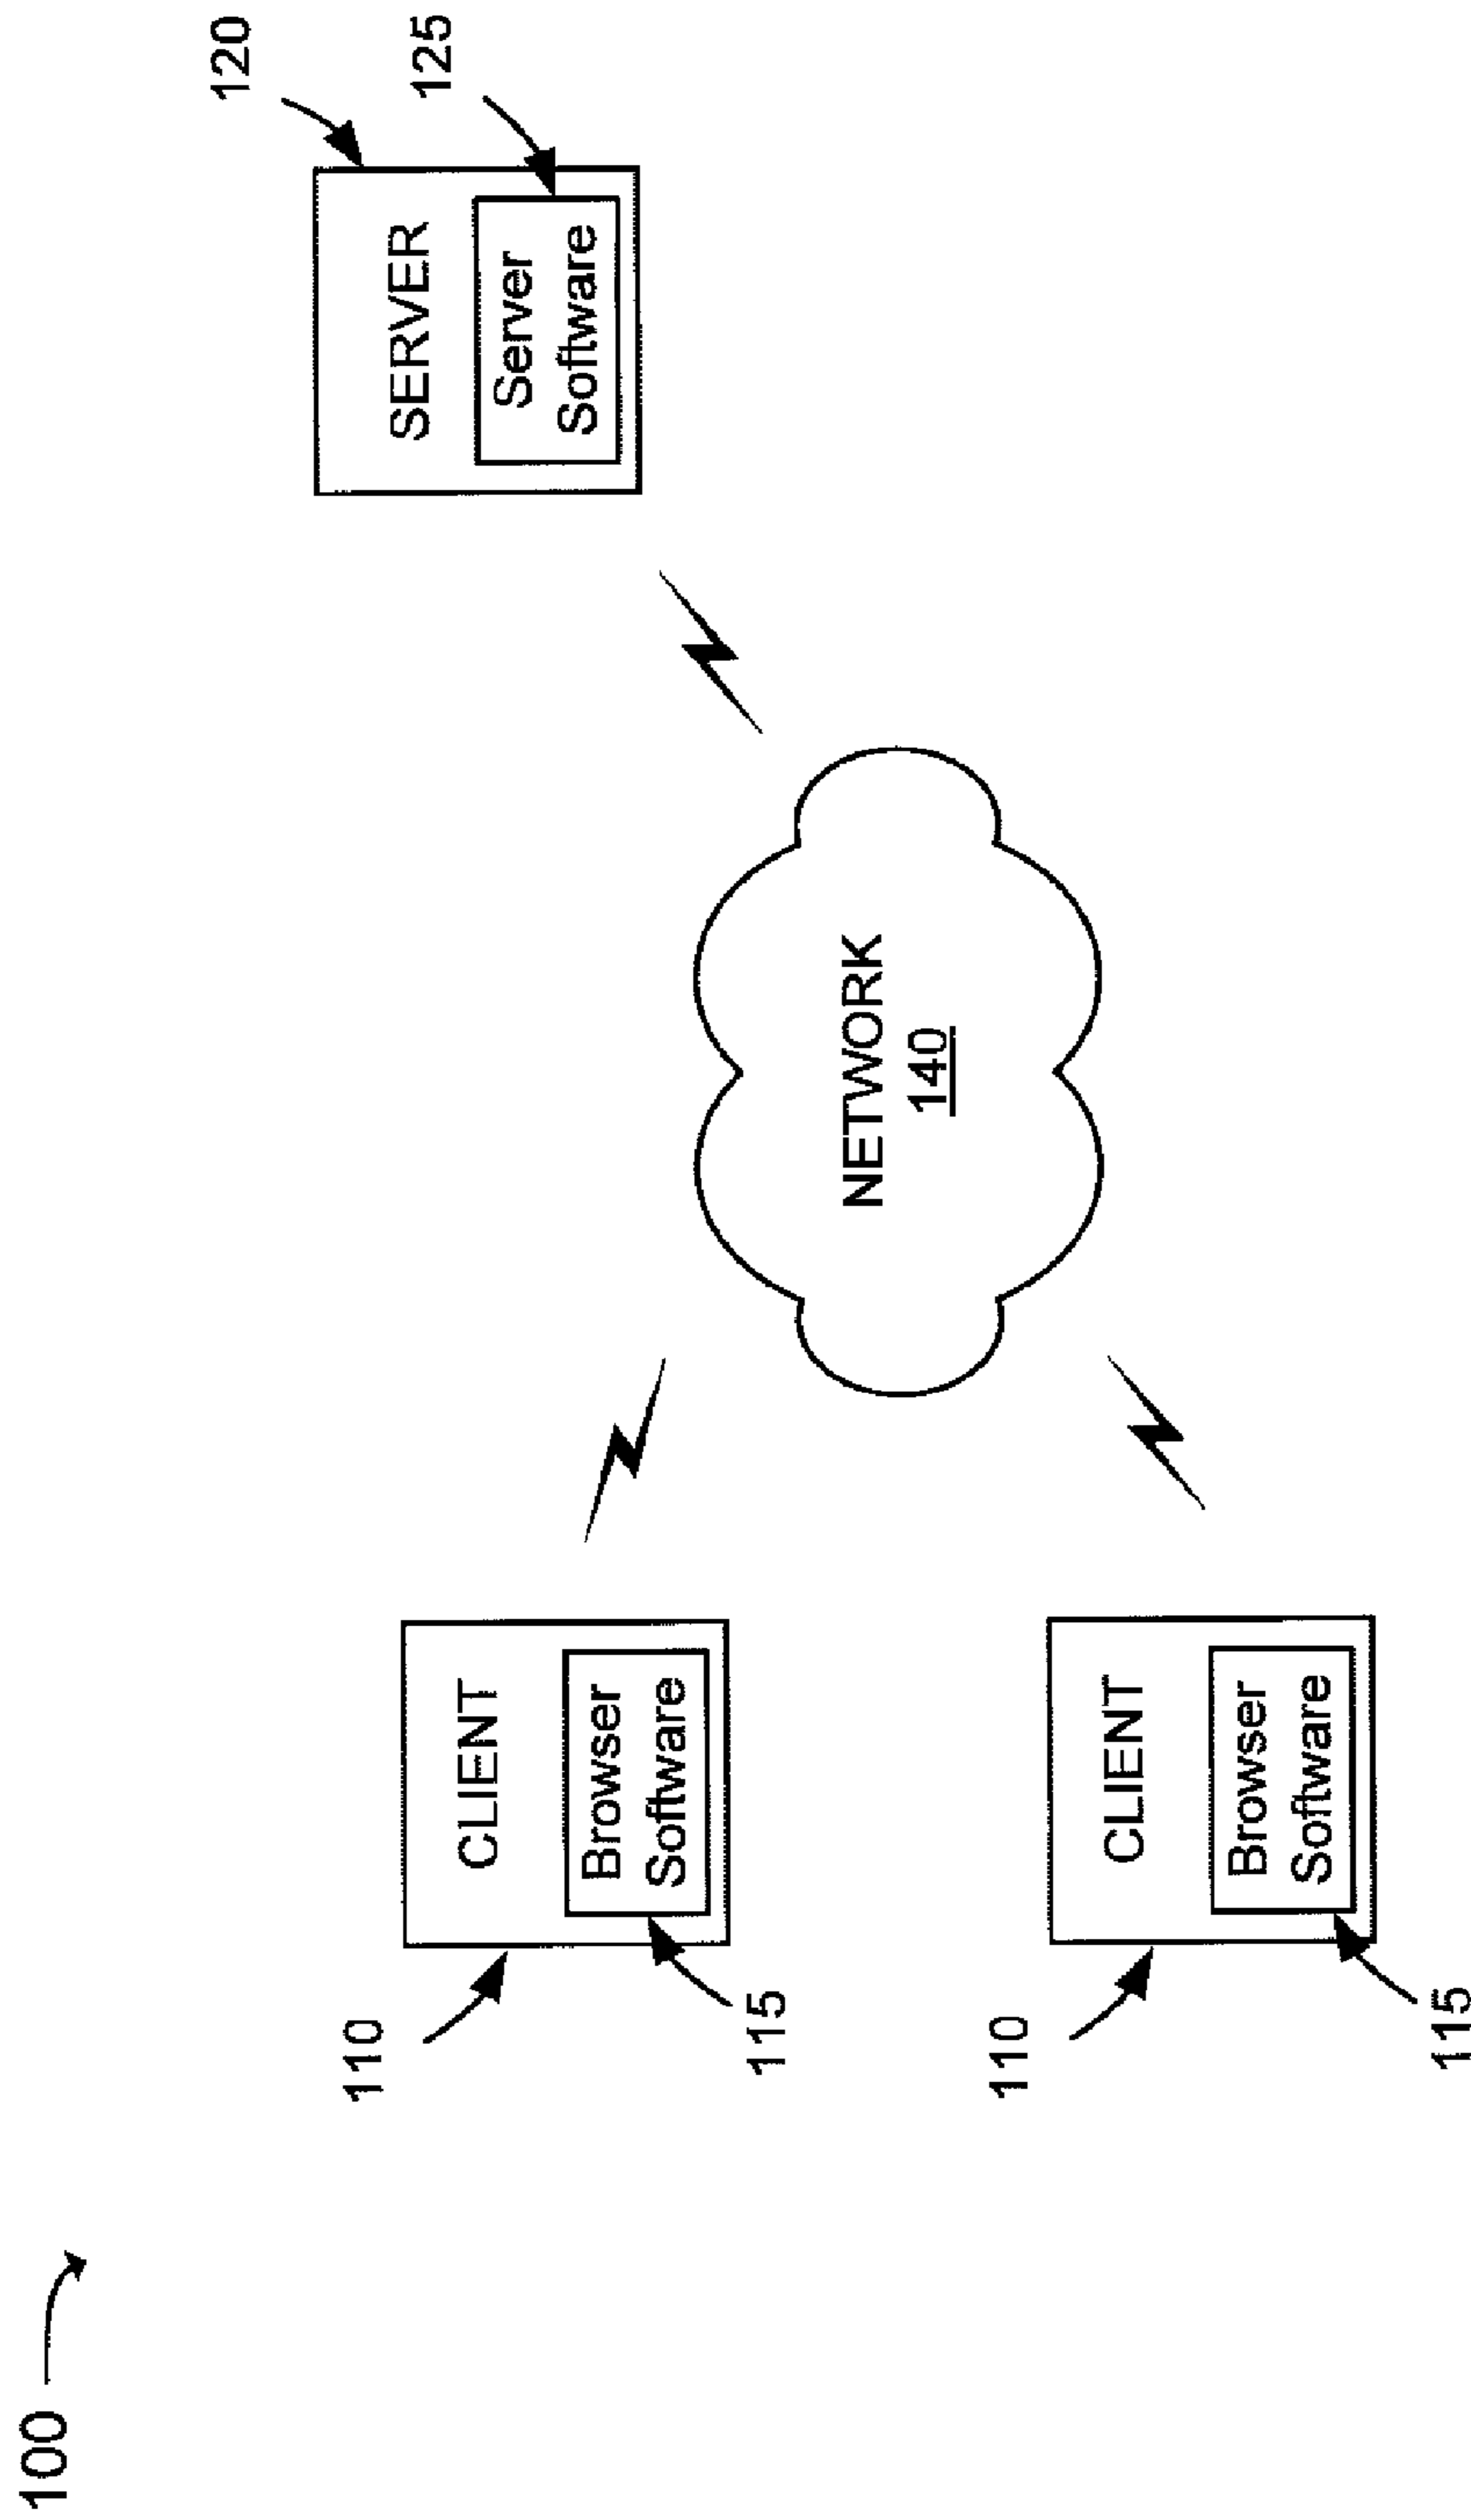 100
110
CLIENT
Browser
Software
115
110
CLIENT
Browser
Software
115
NETWORK
140
120
SERVER
125
Server
Software